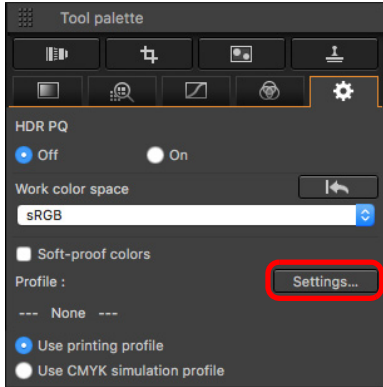 Tool palette
HDR PQ
Off On
Work color space
sRGB
Soft-proof colors
Profile : Settings...
--- None ---
Use printing profile
Use CMYK simulation profile